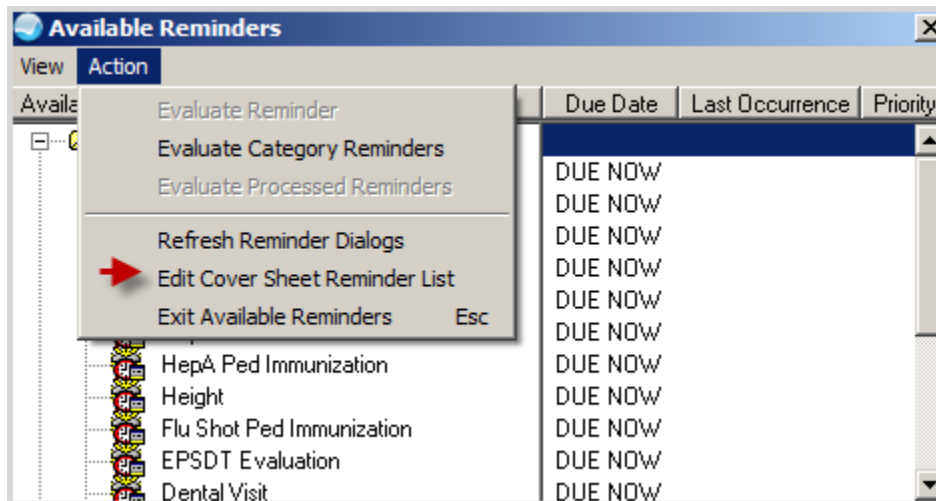 Available Reminders
View Action
Availa Due Date Last Occurrence Priority
Evaluate Reminder
Evaluate Category Reminders
DUE NOW
Evaluate Processed Reminders
DUE NOW
DUE NOW
Refresh Reminder Dialogs
DUE NOW
Edit Cover Sheet Reminder List
DUE NOW
Exit Available Reminders Esc
DUE NOW
HepA Ped Immunization DUE NOW
Height DUE NOW
Flu Shot Ped Immunization DUE NOW
EPSDT Evaluation DUE NOW
Dental Visit DUE NOW